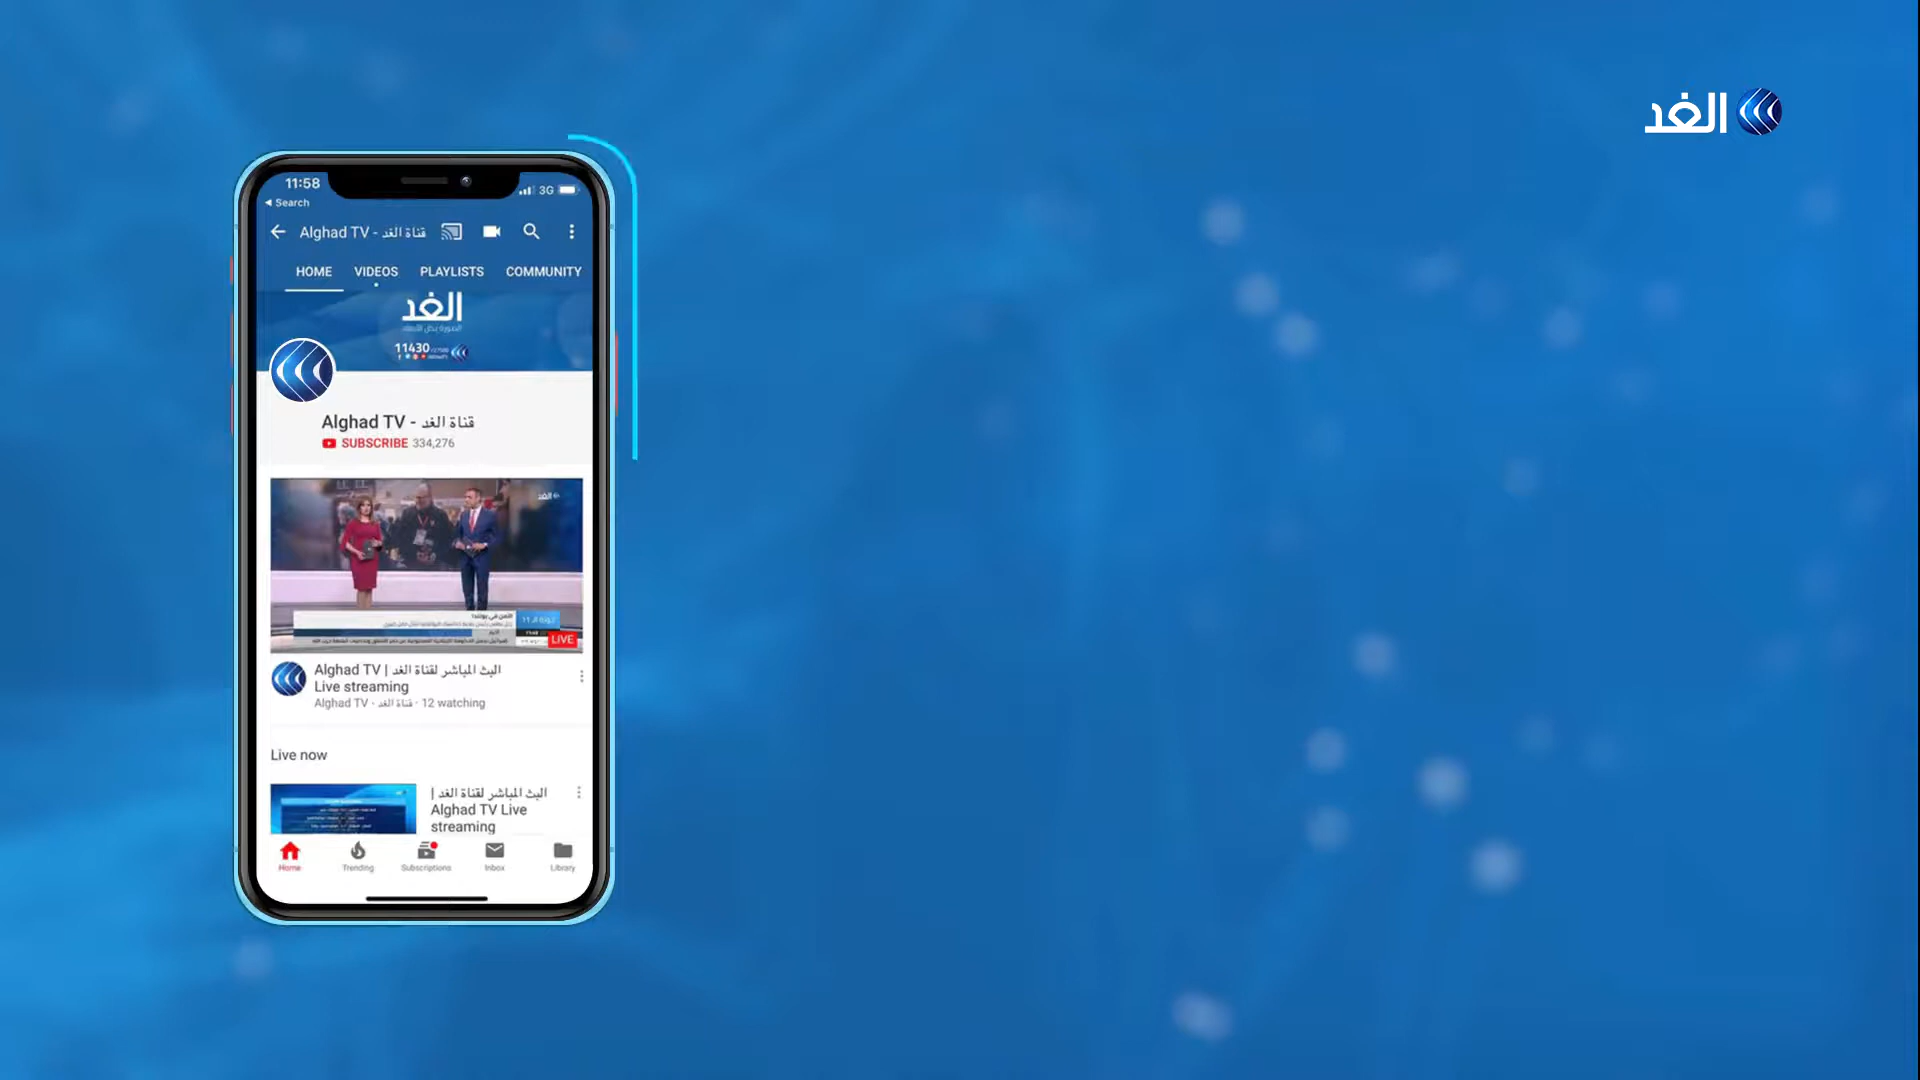 الغد
11:58
3G
Search
Alghad TV - قناة الغد
HOME VIDEOS PLAYLISTS COMMUNITY
الغد
11430
Alghad TV - قناة الغد
SUBSCRIBE 334,276
الغد
LIVE
البث المباشر لقناة الغد | Alghad TV
Live streaming
Alghad TV - قناة الغد · 12 watching
Live now
البث المباشر لقناة الغد |
Alghad TV Live
streaming
Home Trending Subscriptions Inbox Library